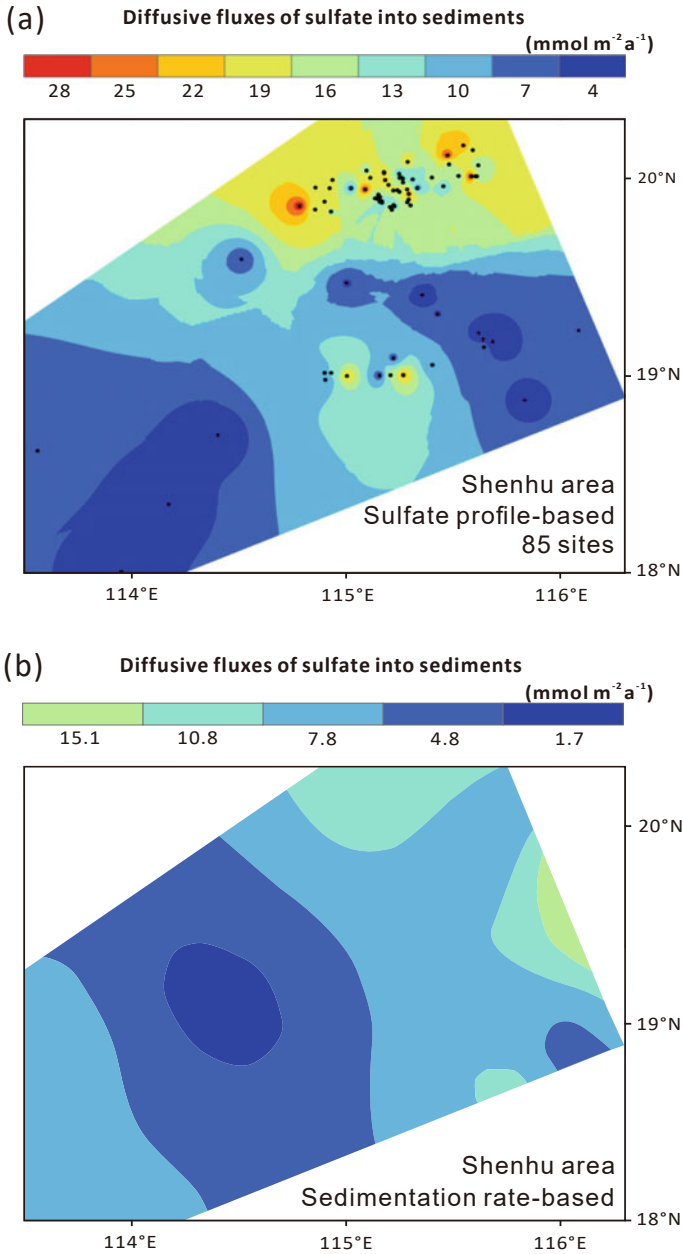 (a)
Diffusive fluxes of sulfate into sediments
(mmol m⁻²a⁻¹)
28 25 22 19 16 13 10 7 4
20°N
19°N
Shenhu area
Sulfate profile-based
85 sites
18°N
114°E 115°E 116°E
(b)
Diffusive fluxes of sulfate into sediments
(mmol m⁻²a⁻¹)
15.1 10.8 7.8 4.8 1.7
20°N
19°N
Shenhu area
Sedimentation rate-based
18°N
114°E 115°E 116°E